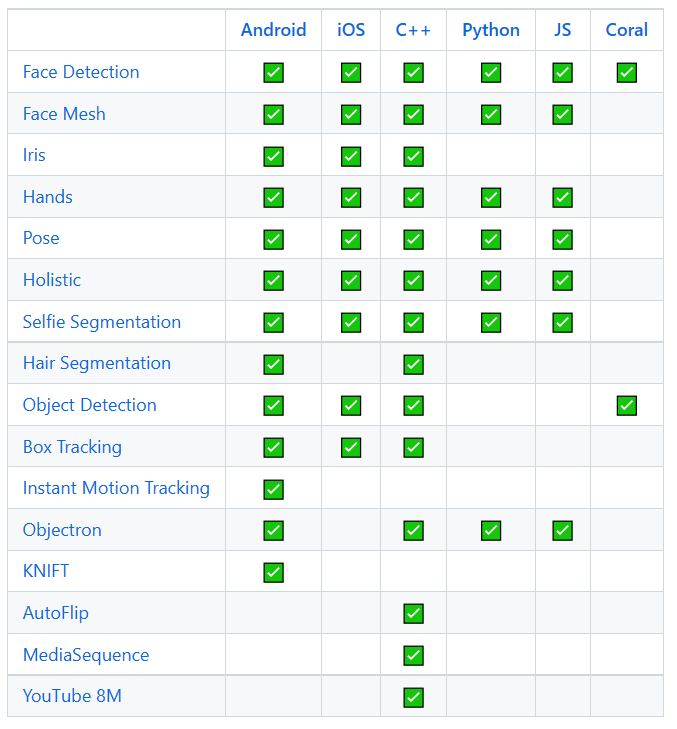 Android iOS C++ Python JS Coral
Face Detection ✅ ✅ ✅ ✅ ✅ ✅
Face Mesh ✅ ✅ ✅ ✅ ✅
Iris ✅ ✅ ✅
Hands ✅ ✅ ✅ ✅ ✅
Pose ✅ ✅ ✅ ✅ ✅
Holistic ✅ ✅ ✅ ✅ ✅
Selfie Segmentation ✅ ✅ ✅ ✅ ✅
Hair Segmentation ✅ ✅
Object Detection ✅ ✅ ✅ ✅
Box Tracking ✅ ✅ ✅
Instant Motion Tracking ✅
Objectron ✅ ✅ ✅ ✅
KNIFT ✅
AutoFlip ✅
MediaSequence ✅
YouTube 8M ✅